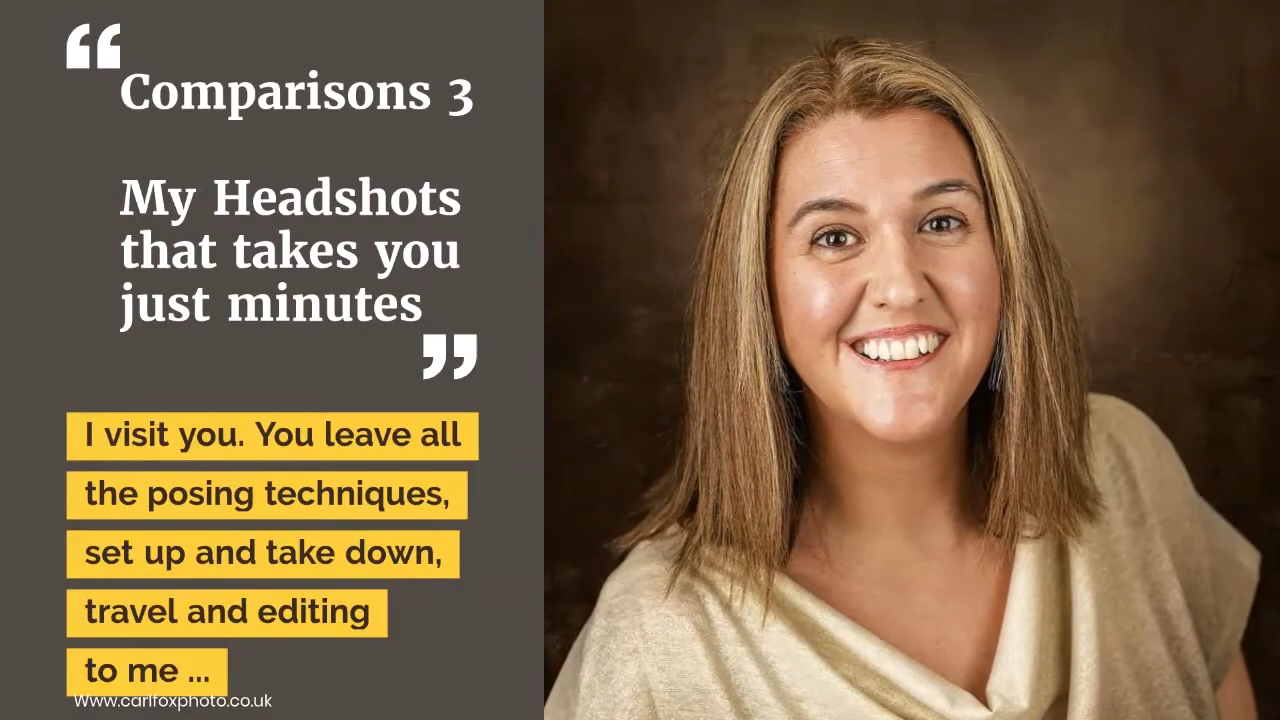 “
Comparisons 3
My Headshots
that takes you
just minutes
”
I visit you. You leave all
the posing techniques,
set up and take down,
travel and editing
to me ...
Www.carlfoxphoto.co.uk